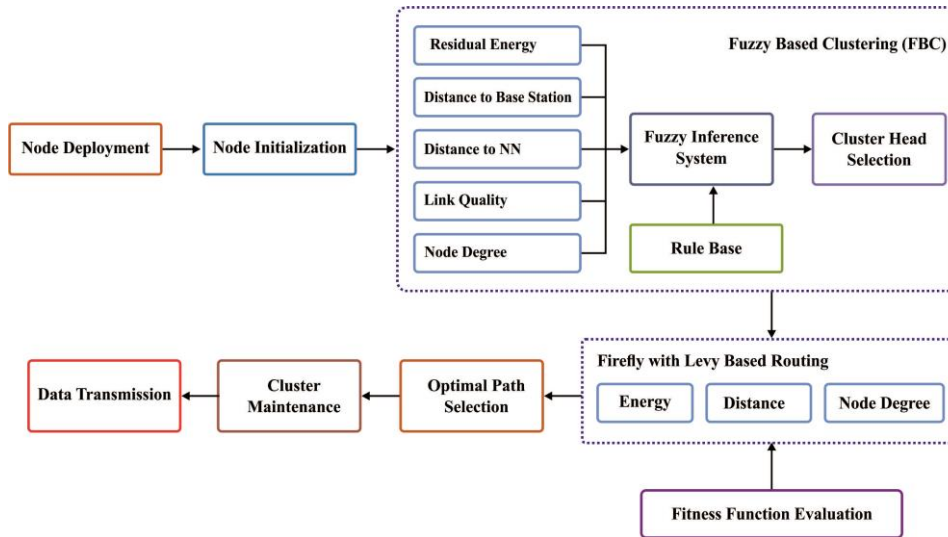 Fuzzy Based Clustering (FBC)
Residual Energy
Distance to Base Station
Distance to NN
Link Quality
Node Degree
Node Deployment
Node Initialization
Fuzzy Inference
System
Cluster Head
Selection
Rule Base
Firefly with Levy Based Routing
Energy
Distance
Node Degree
Data Transmission
Cluster
Maintenance
Optimal Path
Selection
Fitness Function Evaluation